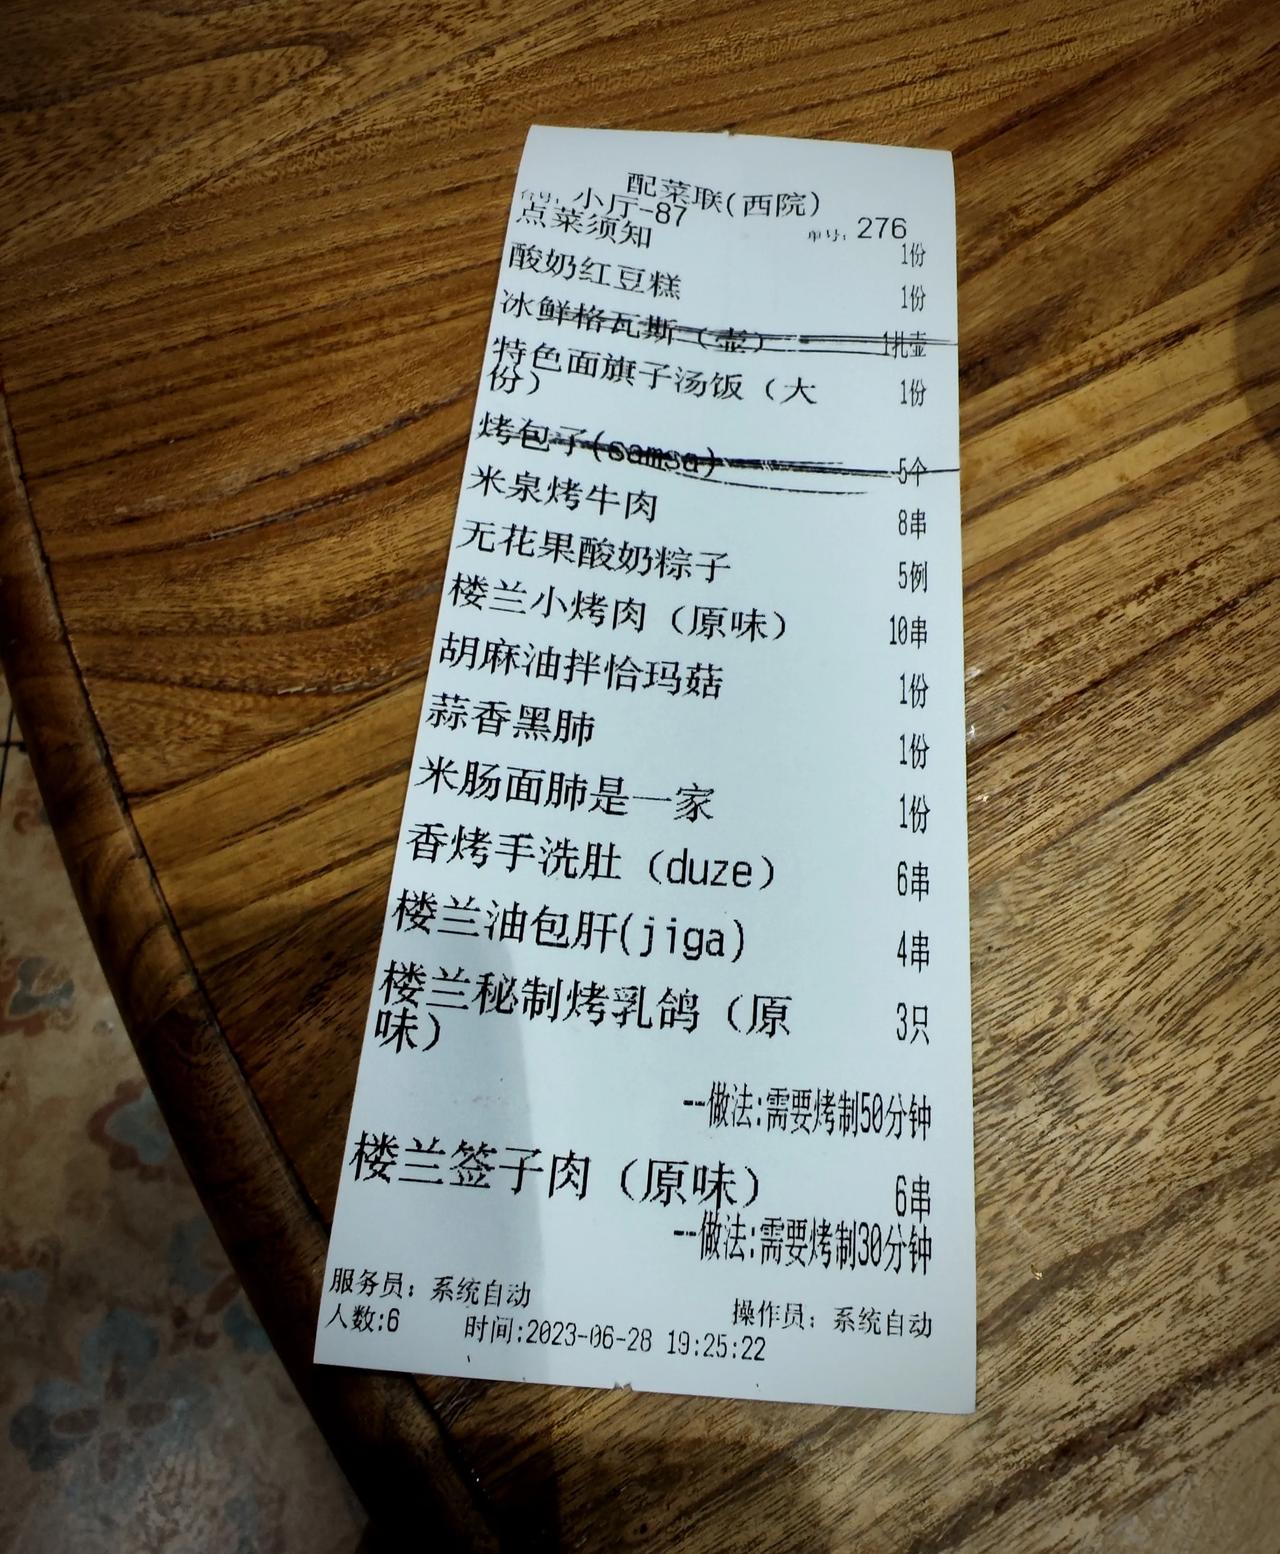 配菜联(西院)
台号: 小厅-87 单号: 276
点菜须知 1份
酸奶红豆糕 1份
冰鲜格瓦斯（壶） 1扎壶
特色面旗子汤饭（大 1份
份）
烤包子(samsa) 5个
米泉烤牛肉 8串
无花果酸奶粽子 5例
楼兰小烤肉（原味） 10串
胡麻油拌恰玛菇 1份
蒜香黑肺 1份
米肠面肺是一家 1份
香烤手洗肚（duze） 6串
楼兰油包肝(jiga) 4串
楼兰秘制烤乳鸽（原 3只
味）
--做法:需要烤制50分钟
楼兰签子肉（原味） 6串
--做法:需要烤制30分钟
服务员: 系统自动 操作员: 系统自动
人数:6 时间:2023-06-28 19:25:22